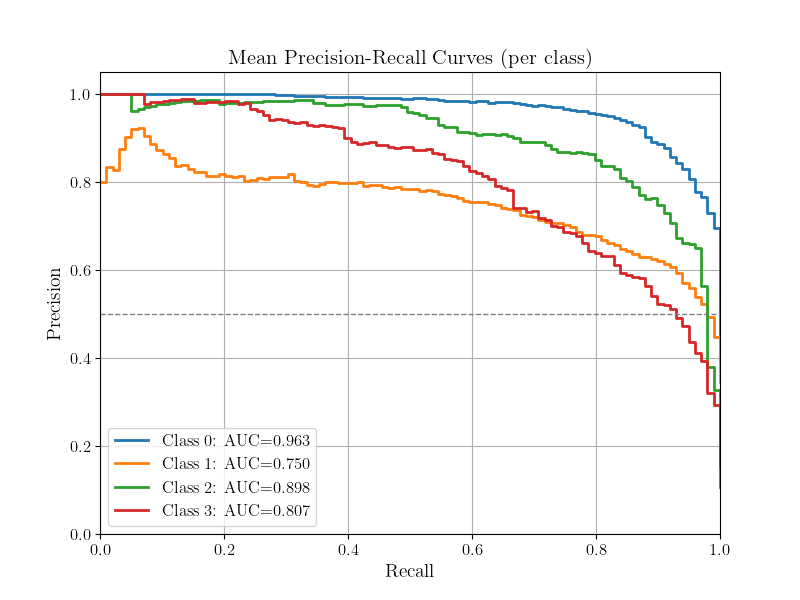 Mean Precision-Recall Curves (per class)
1.0
0.8
0.6
0.4
0.2
0.0
Precision
Class 0: AUC=0.963
Class 1: AUC=0.750
Class 2: AUC=0.898
Class 3: AUC=0.807
0.0 0.2 0.4 0.6 0.8 1.0
Recall